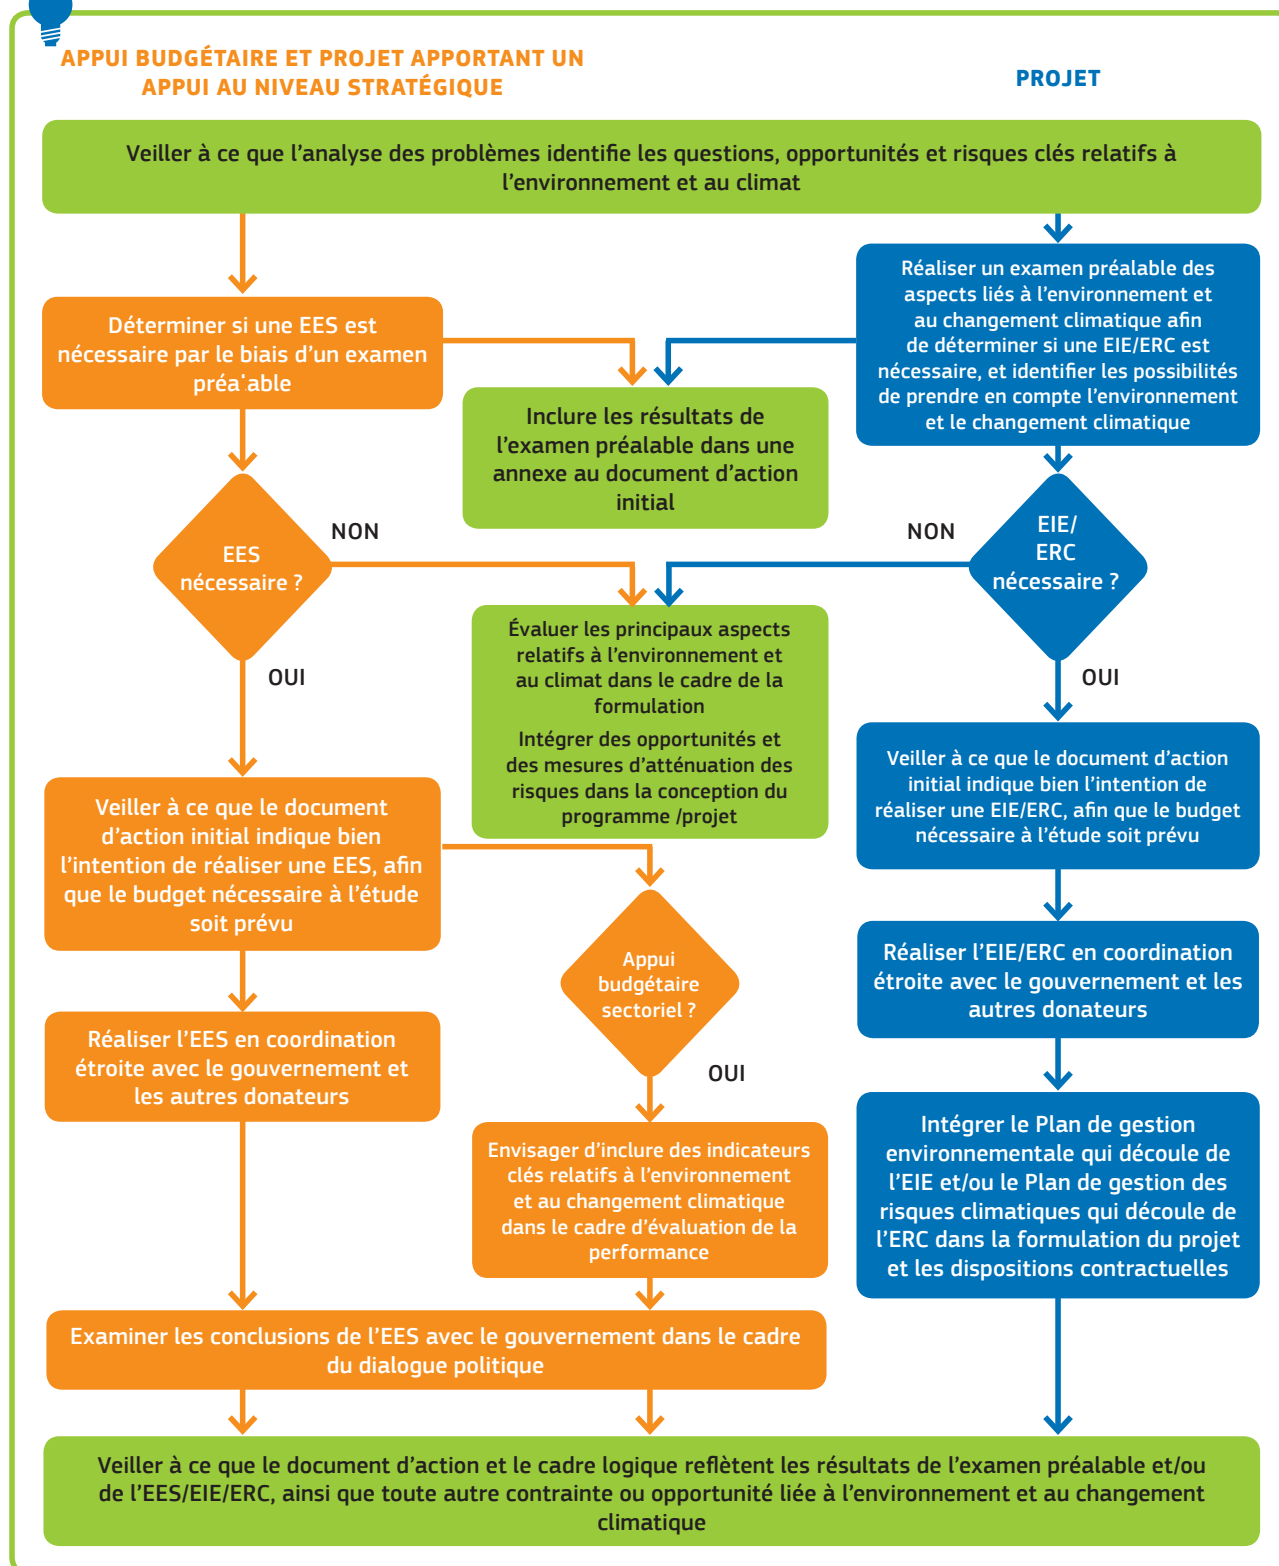 APPUI BUDGÉTAIRE ET PROJET APPORTANT UN
APPUI AU NIVEAU STRATÉGIQUE
PROJET
Veiller à ce que l'analyse des problèmes identifie les questions, opportunités et risques clés relatifs à
l'environnement et au climat
Déterminer si une EES est
nécessaire par le biais d'un examen
Réaliser un examen préalable des
aspects liés à l'environnement et
au changement climatique afin
de déterminer si une EIE/ERC est
nécessaire, et identifier les possibilités
de prendre en compte l'environnement
et le changement climatique
Inclure les résultats de
l'examen préalable dans une
annexe au document d'action
initial
EES
nécessaire ?
NON
NON
EIE/
ERC
nécessaire ?
OUI
OUI
Évaluer les principaux aspects
relatifs à l'environnement et
au climat dans le cadre de la
formulation
Intégrer des opportunités et
des mesures d'atténuation des
risques dans la conception du
programme /projet
Veiller à ce que le document
d'action initial indique bien
l'intention de réaliser une EES, afin
que le budget nécessaire à l'étude
soit prévu
Veiller à ce que le document d'action
initial indique bien l'intention de
réaliser une EIE/ERC, afin que le budget
nécessaire à l'étude soit prévu
Appui
budgétaire
sectoriel ?
OUI
Réaliser l'EES en coordination
étroite avec le gouvernement et
les autres donateurs
Réaliser l'EIE/ERC en coordination
étroite avec le gouvernement et les
autres donateurs
Envisager d'inclure des indicateurs
clés relatifs à l'environnement
et au changement climatique
dans le cadre d'évaluation de la
performance
Intégrer le Plan de gestion
environnementale qui découle de
l'EIE et/ou le Plan de gestion des
risques climatiques qui découle de
l'ERC dans la formulation du projet
et les dispositions contractuelles
Examiner les conclusions de l'EES avec le gouvernement dans le cadre
du dialogue politique
Veiller à ce que le document d'action et le cadre logique reflètent les résultats de l'examen préalable et/ou
de l'EES/EIE/ERC, ainsi que toute autre contrainte ou opportunité liée à l'environnement et au changement
climatique